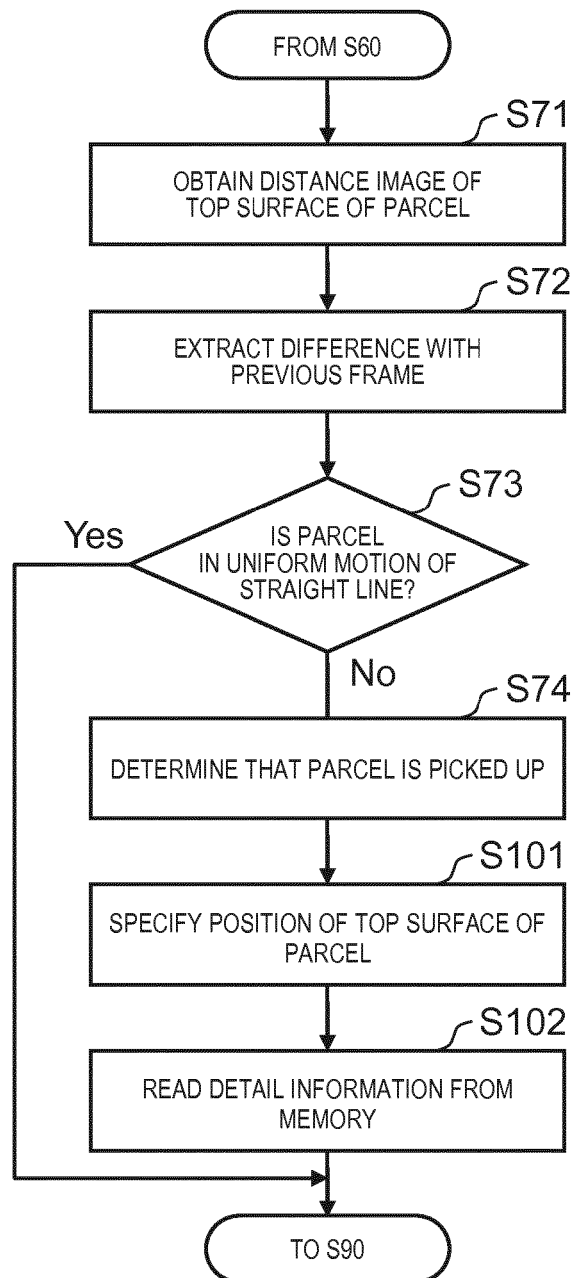 FROM S60
S71
OBTAIN DISTANCE IMAGE OF
TOP SURFACE OF PARCEL
S72
EXTRACT DIFFERENCE WITH
PREVIOUS FRAME
S73
Yes
IS PARCEL
IN UNIFORM MOTION OF
STRAIGHT LINE?
No
S74
DETERMINE THAT PARCEL IS PICKED UP
S101
SPECIFY POSITION OF TOP SURFACE OF
PARCEL
S102
READ DETAIL INFORMATION FROM
MEMORY
TO S90